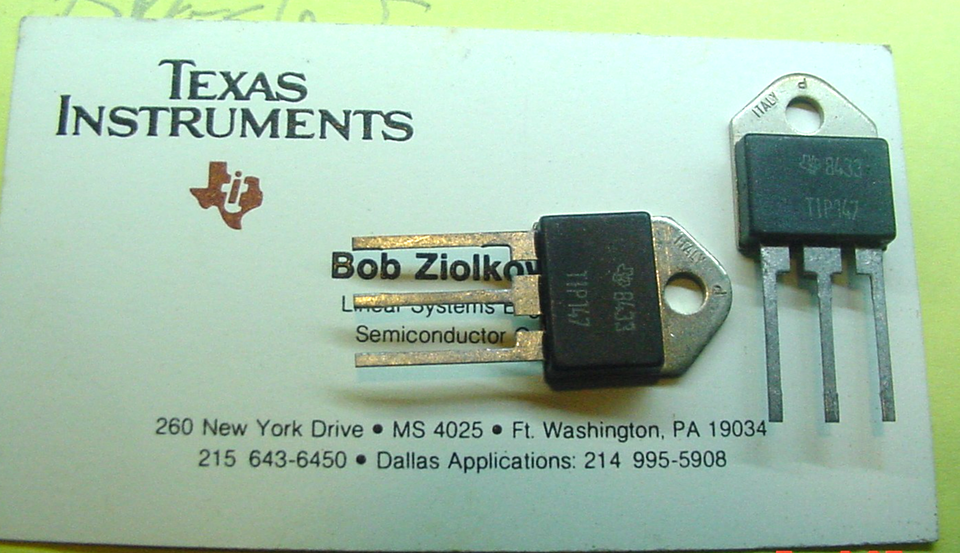 TEXAS
INSTRUMENTS
Bob
Systems
Semiconductor
260 New York Drive • MS 4025 • Ft. Washington, PA 19034
215 643-6450 • Dallas Applications: 214 995-5908
ITALY P
8433
TIP147
ITALY P
8433
TIP147